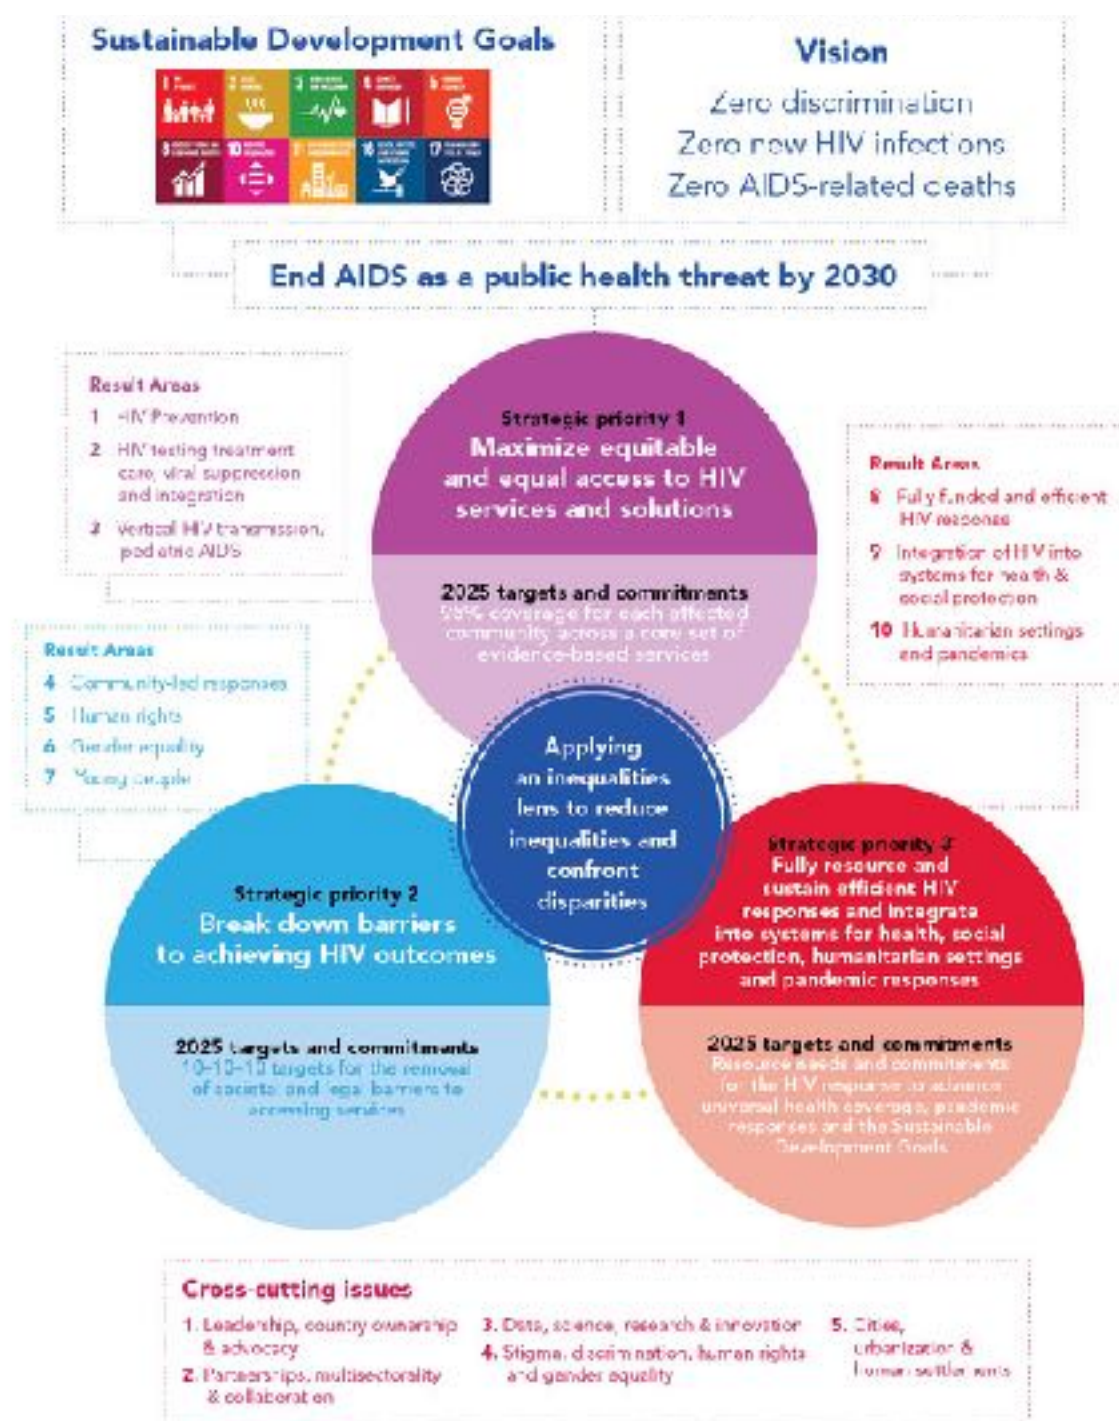 Sustainable Development Goals
1
2
3
4
5
8
10
11
16
17
Vision
Zero discrimination
Zero new HIV infections
Zero AIDS-related deaths
End AIDS as a public health threat by 2030
Result Areas
1 HIV Prevention
2 HIV testing treatment
care, viral suppression
and integration
3 Vertical HIV transmission,
pediatric AIDS
Strategic priority 1
Maximize equitable
and equal access to HIV
services and solutions
2025 targets and commitments
95% coverage for each affected
community across a core set of
evidence-based services
Result Areas
8 Fully funded and efficient
HIV response
9 Integration of HIV into
systems for health &
social protection
10 Humanitarian settings
and pandemics
Result Areas
4 Community-led responses
5 Human rights
6 Gender equality
7 Young people
Applying
an inequalities
lens to reduce
inequalities and
confront
disparities
Strategic priority 2
Break down barriers
to achieving HIV outcomes
2025 targets and commitments
10–10–10 targets for the removal
of societal and legal barriers to
accessing services
Strategic priority 3
Fully resource and
sustain efficient HIV
responses and integrate
into systems for health, social
protection, humanitarian settings
and pandemic responses
2025 targets and commitments
Resource needs and commitments
for the HIV response to advance
universal health coverage, pandemic
responses and the Sustainable
Development Goals
Cross-cutting issues
1. Leadership, country ownership
& advocacy
2. Partnerships, multisectorality
& collaboration
3. Data, science, research & innovation
4. Stigma, discrimination, human rights
and gender equality
5. Cities,
urbanization &
human settlements